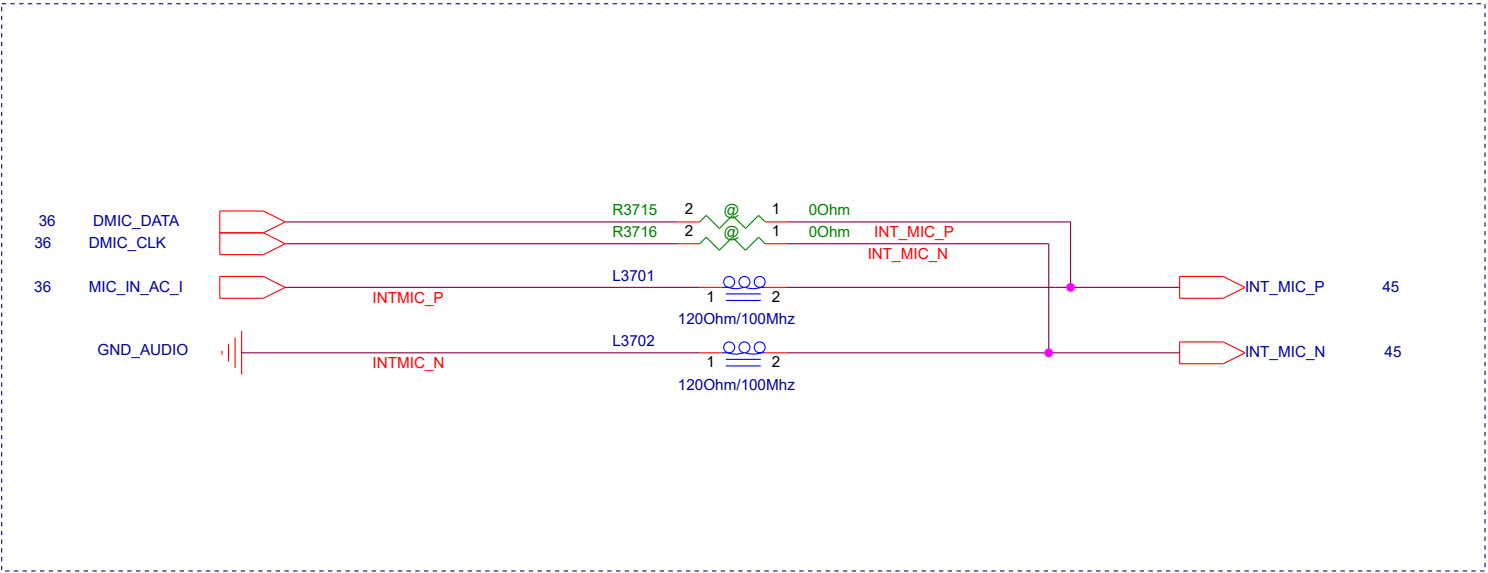 36 DMIC_DATA R3715 2 @ 1 0Ohm
36 DMIC_CLK R3716 2 @ 1 0Ohm INT_MIC_P
INT_MIC_N
36 MIC_IN_AC_I L3701 INT_MIC_P 45
INTMIC_P 1 2
120Ohm/100Mhz
GND_AUDIO L3702 INT_MIC_N 45
INTMIC_N 1 2
120Ohm/100Mhz